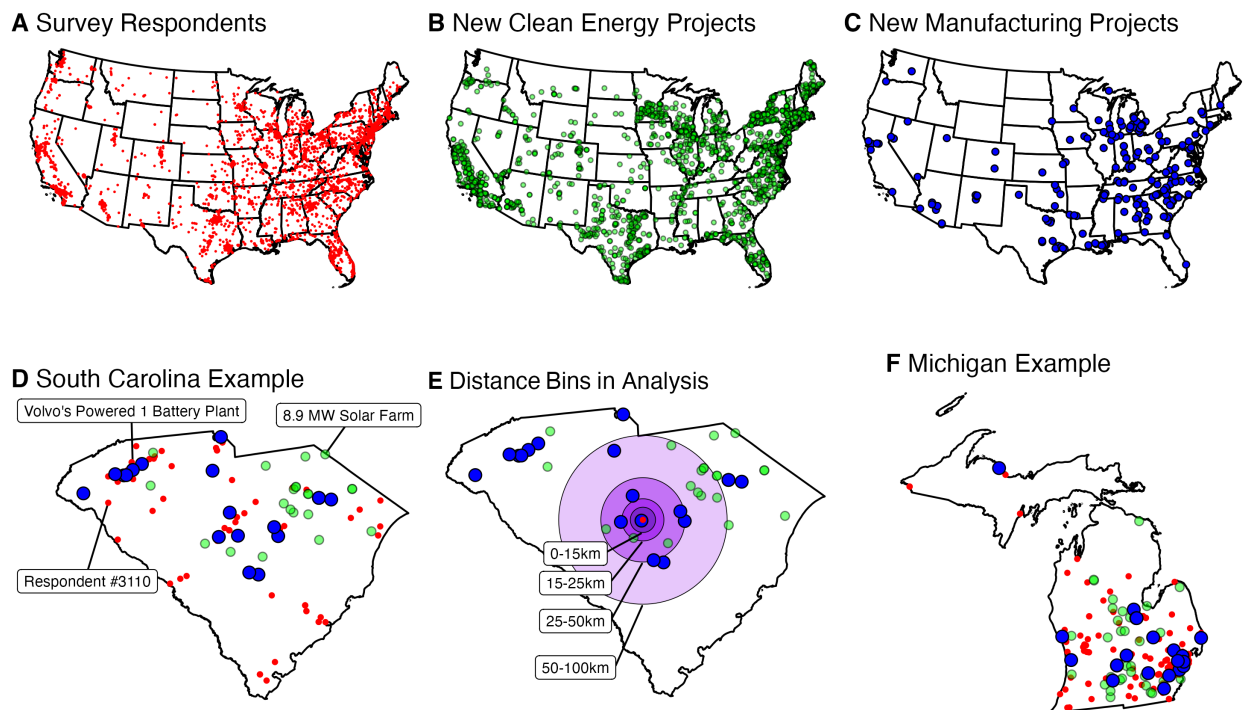 A Survey Respondents
B New Clean Energy Projects
C New Manufacturing Projects
D South Carolina Example
E Distance Bins in Analysis
F Michigan Example
Volvo's Powered 1 Battery Plant
8.9 MW Solar Farm
Respondent #3110
0-15km
15-25km
25-50km
50-100km